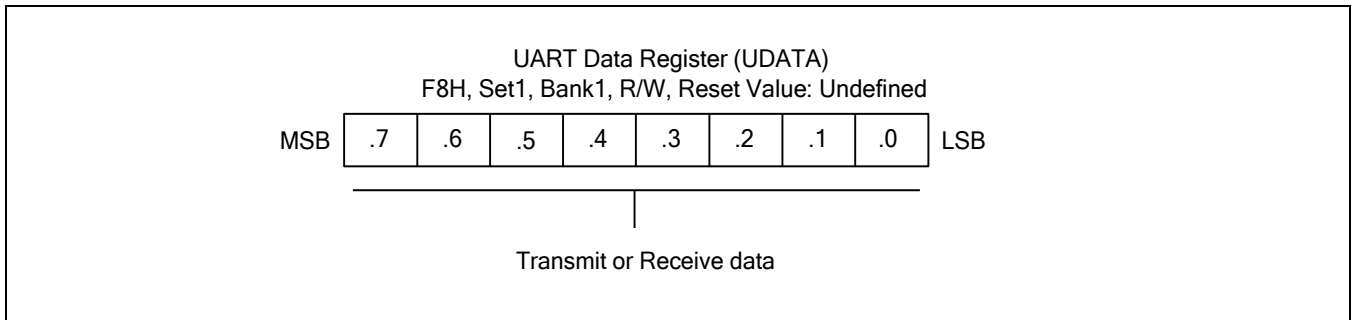 UART Data Register (UDATA)
F8H, Set1, Bank1, R/W, Reset Value: Undefined
MSB .7 .6 .5 .4 .3 .2 .1 .0 LSB
Transmit or Receive data